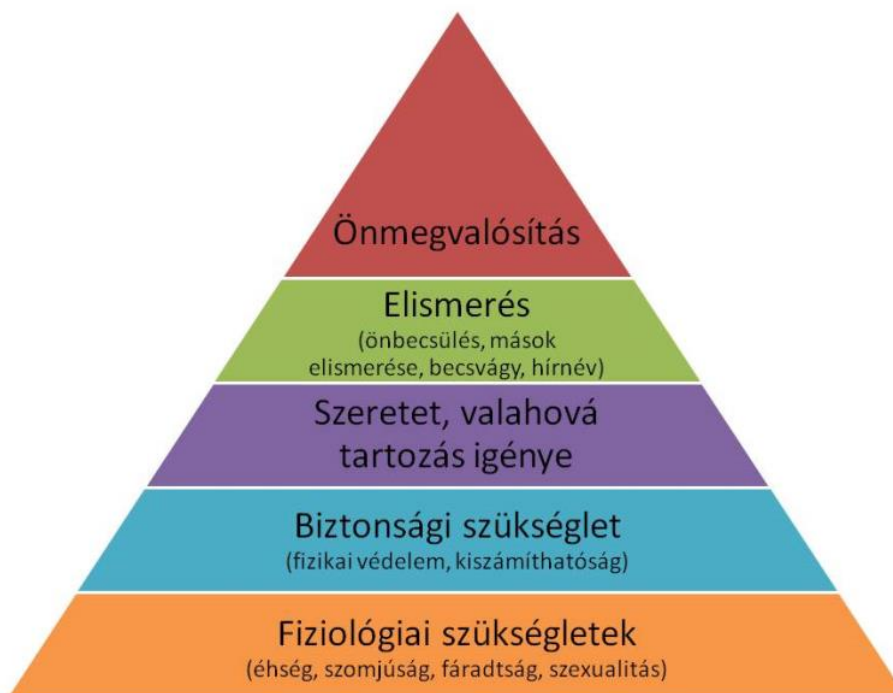 Önmegvalósítás
Elismerés
(önbecsülés, mások
elismerése, becsvágy, hírnév)
Szeretet, valahová
tartozás igénye
Biztonsági szükséglet
(fizikai védelem, kiszámíthatóság)
Fiziológiai szükségletek
(éhség, szomjúság, fáradtság, szexualitás)